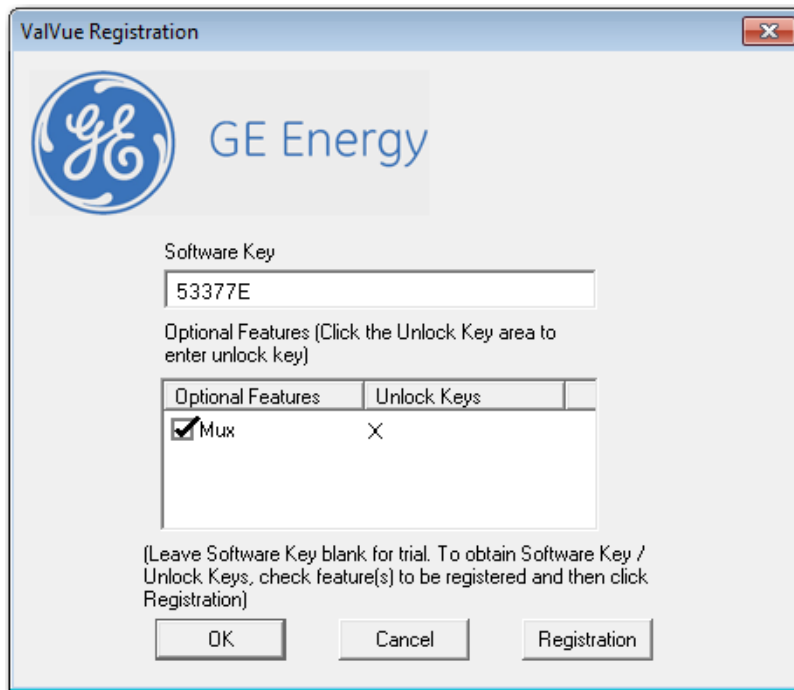 ValVue Registration
GE
GE Energy
Software Key
53377E
Optional Features (Click the Unlock Key area to
enter unlock key)
Optional Features Unlock Keys
Mux X
(Leave Software Key blank for trial. To obtain Software Key /
Unlock Keys, check feature(s) to be registered and then click
Registration)
OK Cancel Registration